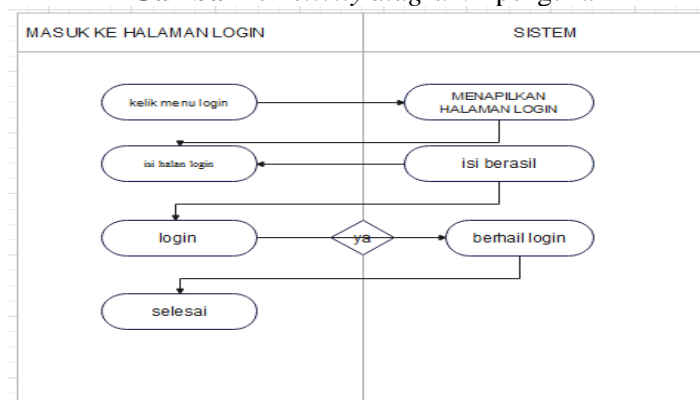 MASUK KE HALAMAN LOGIN
SISTEM
kelik menu login
MENAPILKAN
HALAMAN LOGIN
isi halan login
isi berasil
login
ya
berhail login
selesai